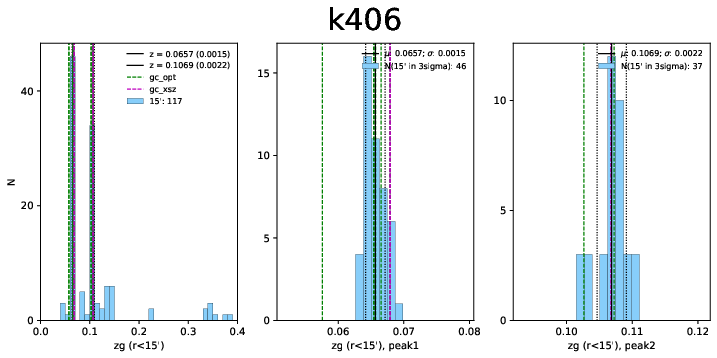 k406
z = 0.0657 (0.0015)
z = 0.1069 (0.0022)
gc_opt
gc_xsz
15': 117
N
0
20
40
0.0 0.1 0.2 0.3 0.4
zg (r<15')
μ: 0.0657; σ: 0.0015
N(15' in 3sigma): 46
0
5
10
15
0.06 0.07 0.08
zg (r<15'), peak1
μ: 0.1069; σ: 0.0022
N(15' in 3sigma): 37
0
5
10
0.10 0.11 0.12
zg (r<15'), peak2